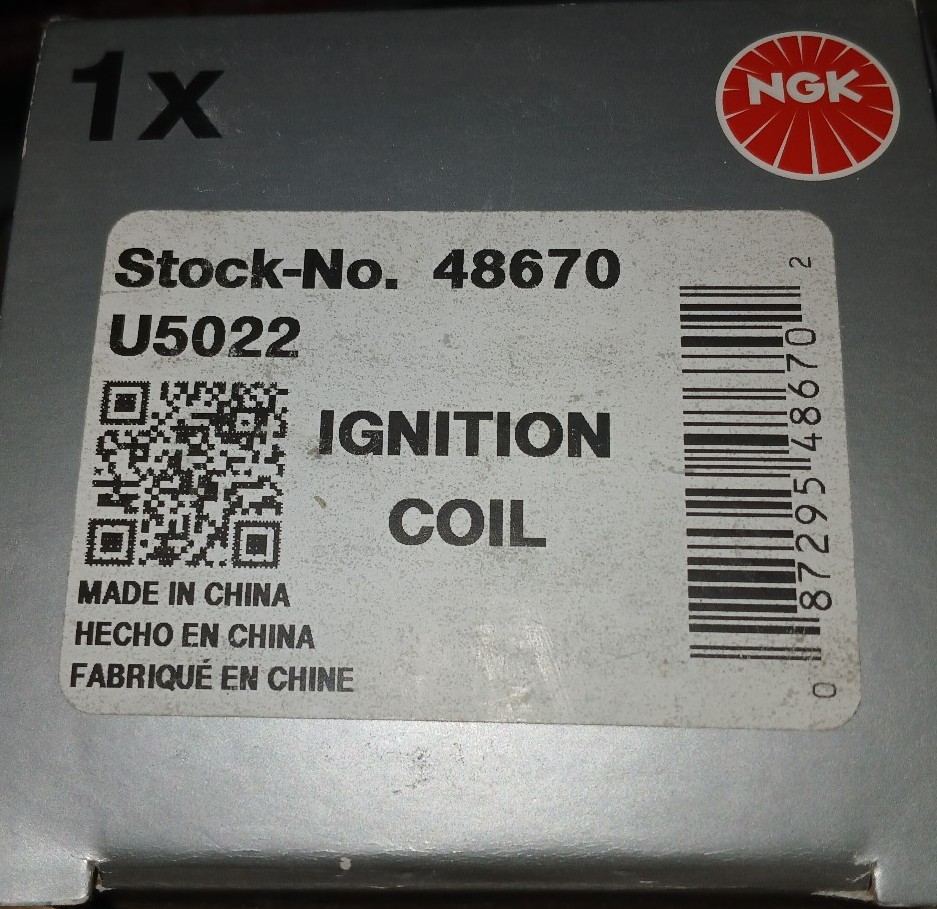 1x
NGK
Stock-No. 48670
U5022
IGNITION
COIL
MADE IN CHINA
HECHO EN CHINA
FABRIQUÉ EN CHINE
0 87295 48670 2